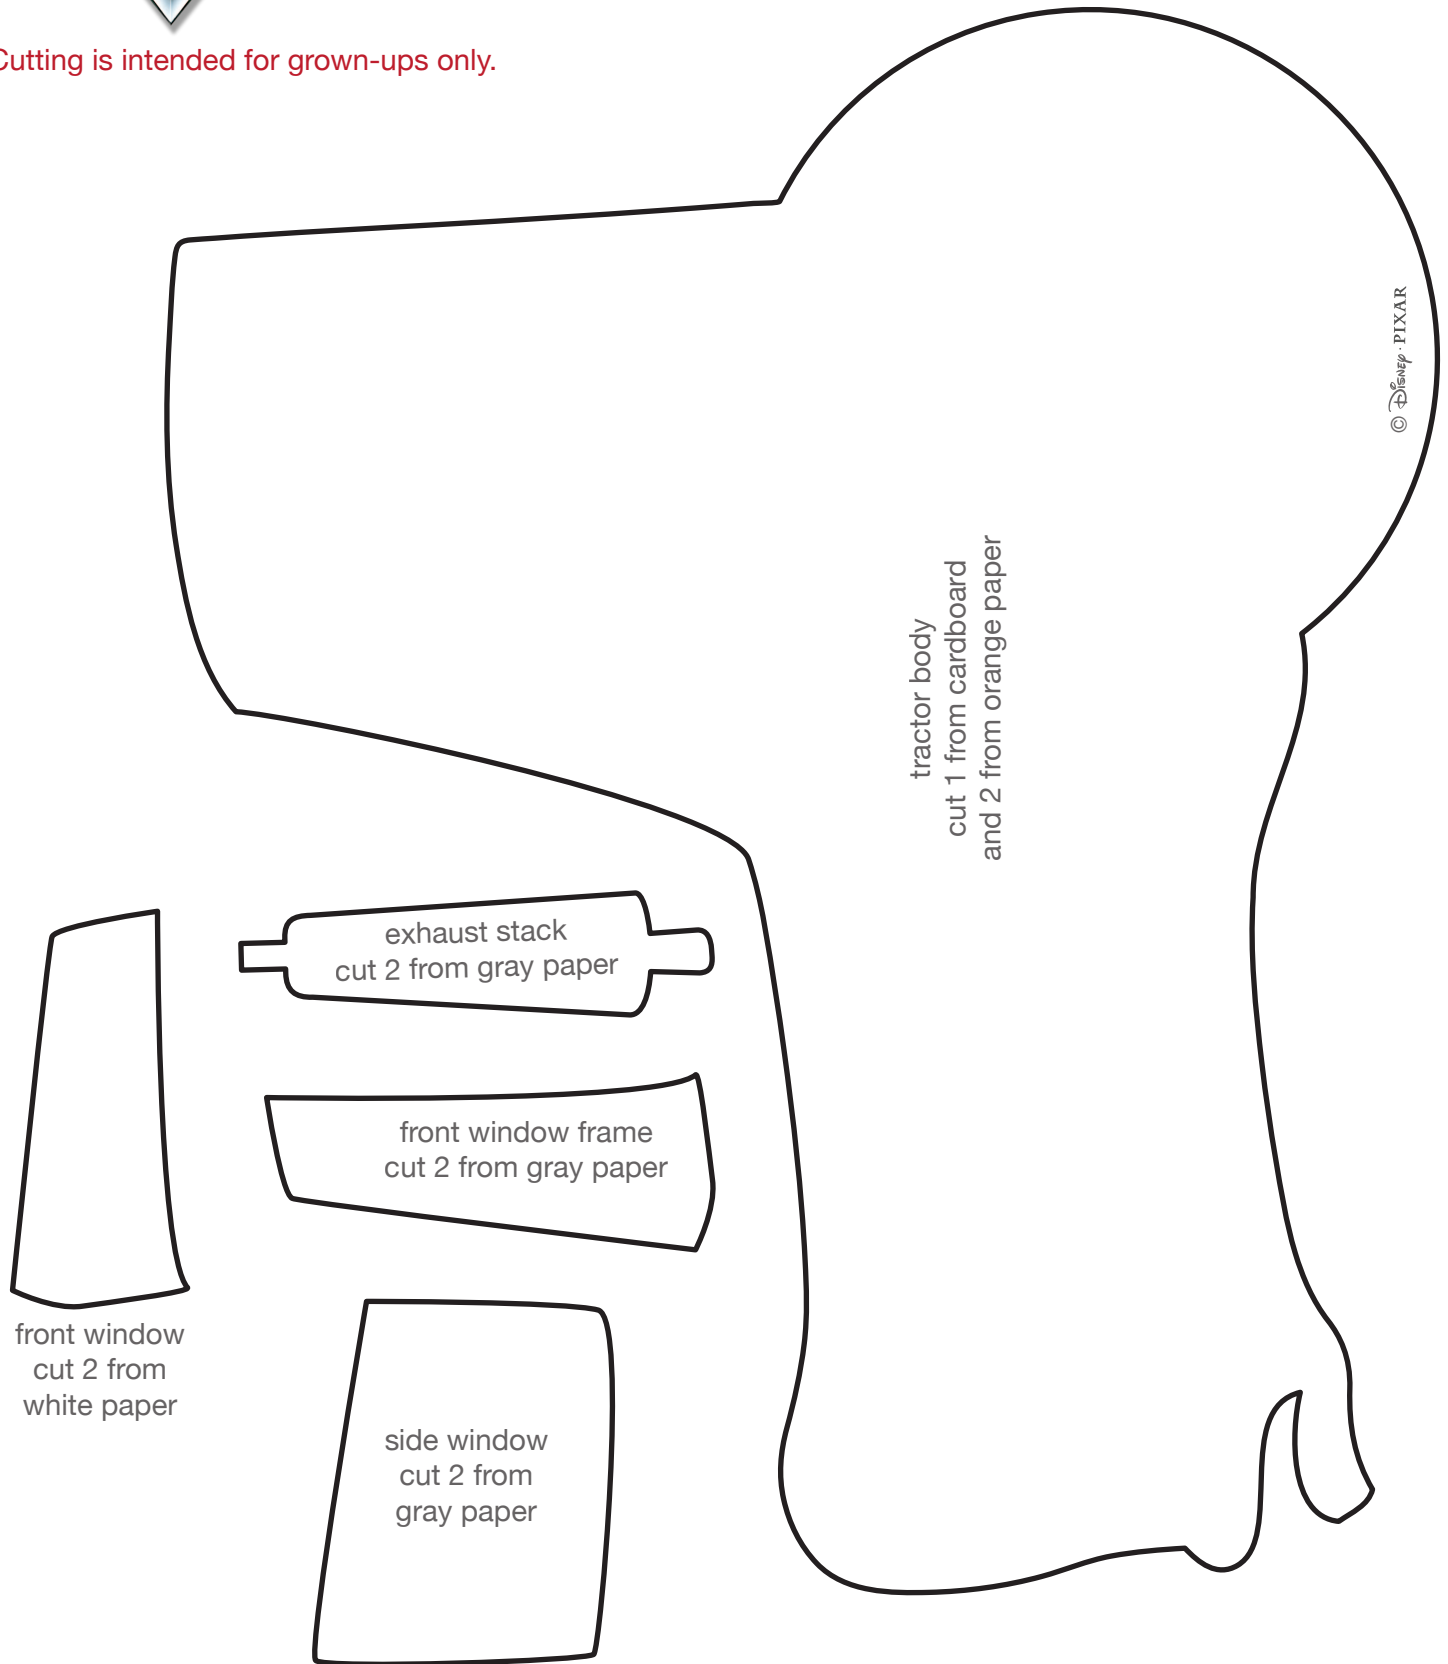 Cutting is intended for grown-ups only.
© Disney · PIXAR
tractor body
cut 1 from cardboard
and 2 from orange paper
exhaust stack
cut 2 from gray paper
front window frame
cut 2 from gray paper
front window
cut 2 from
white paper
side window
cut 2 from
gray paper